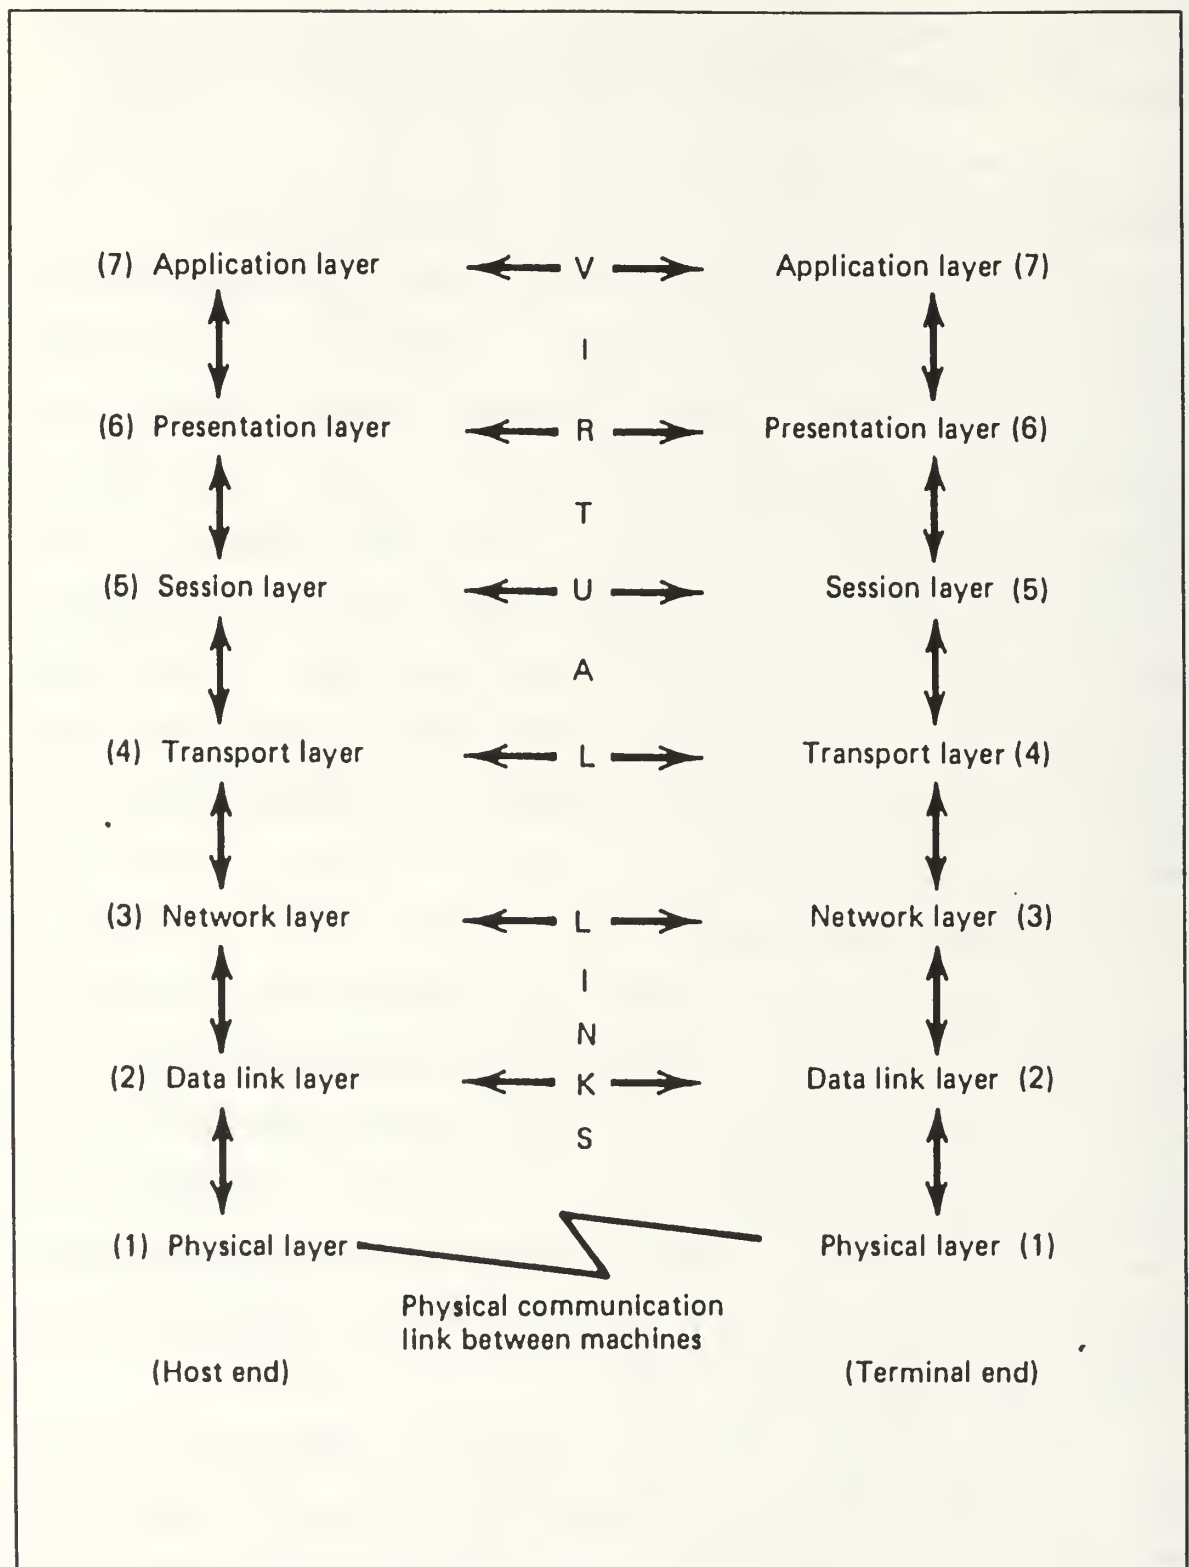 (7) Application layer V Application layer (7)
I
(6) Presentation layer R Presentation layer (6)
T
(5) Session layer U Session layer (5)
A
(4) Transport layer L Transport layer (4)
(3) Network layer L Network layer (3)
I
N
(2) Data link layer K Data link layer (2)
S
(1) Physical layer Physical layer (1)
Physical communication
link between machines
(Host end) (Terminal end)